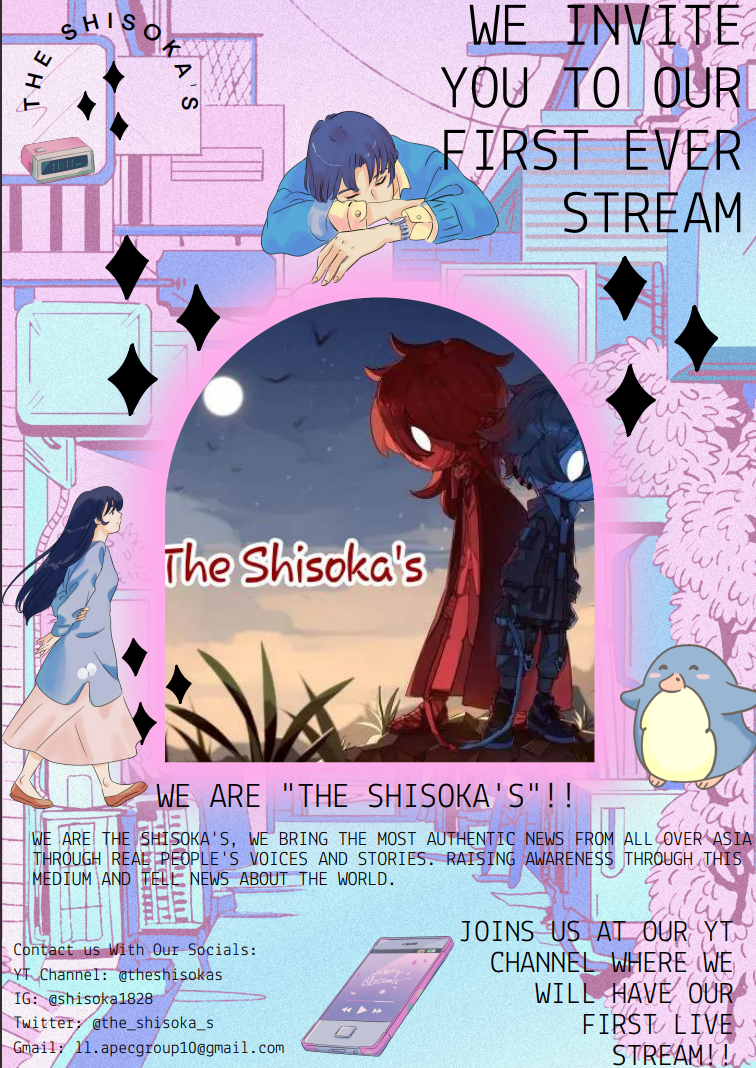 THE SHISOKA'S
WE INVITE
YOU TO OUR
FIRST EVER
STREAM
The Shisoka's
WE ARE "THE SHISOKA'S"!!
WE ARE THE SHISOKA'S, WE BRING THE MOST AUTHENTIC NEWS FROM ALL OVER ASIA
THROUGH REAL PEOPLE'S VOICES AND STORIES. RAISING AWARENESS THROUGH THIS
MEDIUM AND TELL NEWS ABOUT THE WORLD.
JOINS US AT OUR YT
CHANNEL WHERE WE
WILL HAVE OUR
FIRST LIVE
STREAM!!
Contact us With Our Socials:
YT Channel: @theshisokas
IG: @shisoka1828
Twitter: @the_shisoka_s
Gmail: 11.apecgroup10@gmail.com